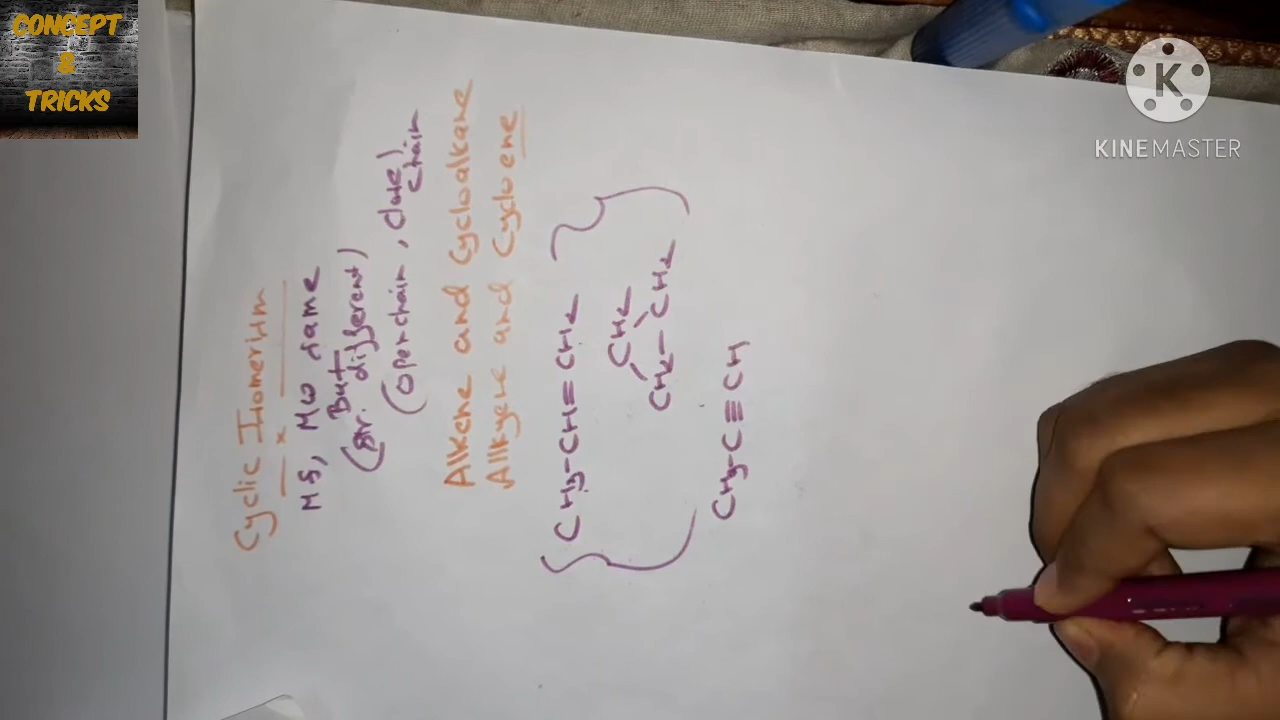 CONCEPT
&
TRICKS
KINEMASTER
Cyclic Isomerism
x
MS, MW same
But
(Str. different)
(Open chain, close)
chain
Alkene and cycloalkane
Allkyene and cycloene
CH3-CH=CH2
CH2
CH2-CH2
CH3-C≡CH